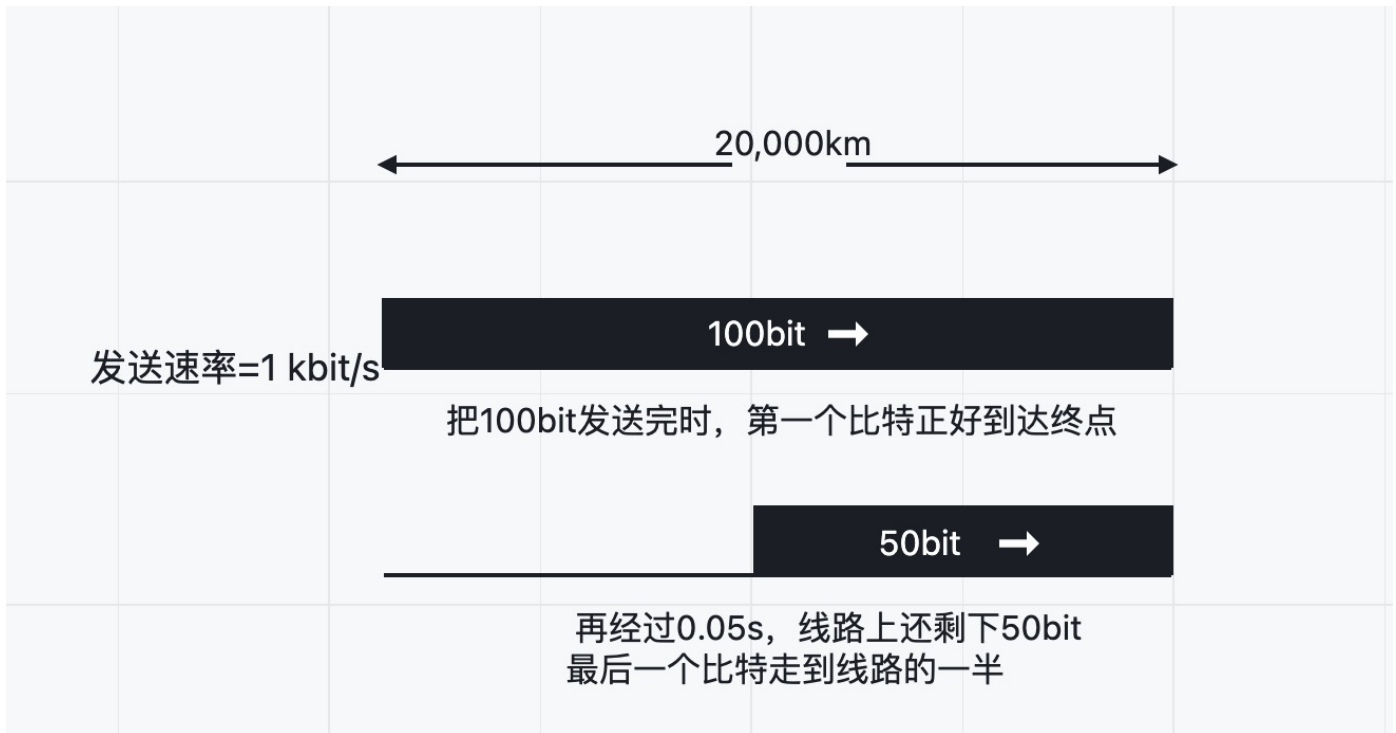 20,000km
100bit
发送速率=1 kbit/s
把100bit发送完时，第一个比特正好到达终点
50bit
再经过0.05s，线路上还剩下50bit
最后一个比特走到线路的一半